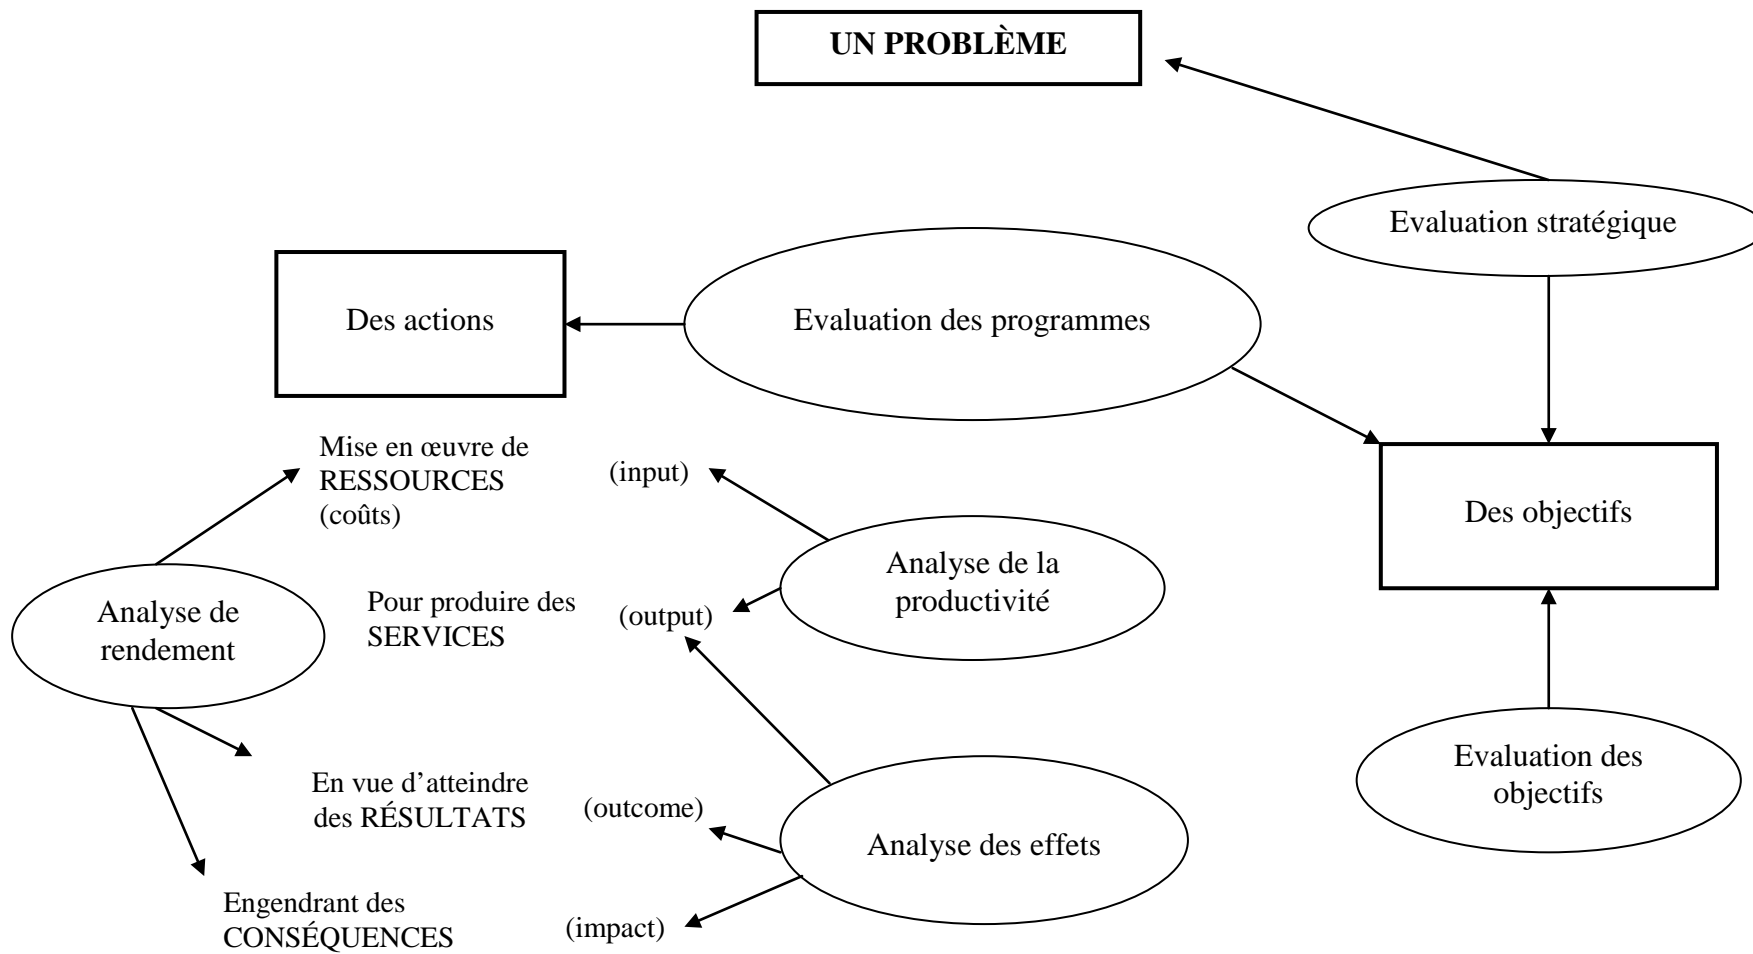 UN PROBLÈME
Evaluation stratégique
Des actions
Evaluation des programmes
Mise en œuvre de
RESSOURCES
(coûts)
(input)
Des objectifs
Analyse de la
productivité
Analyse de
rendement
Pour produire des
SERVICES
(output)
En vue d’atteindre
des RÉSULTATS
(outcome)
Analyse des effets
Evaluation des
objectifs
Engendrant des
CONSÉQUENCES
(impact)